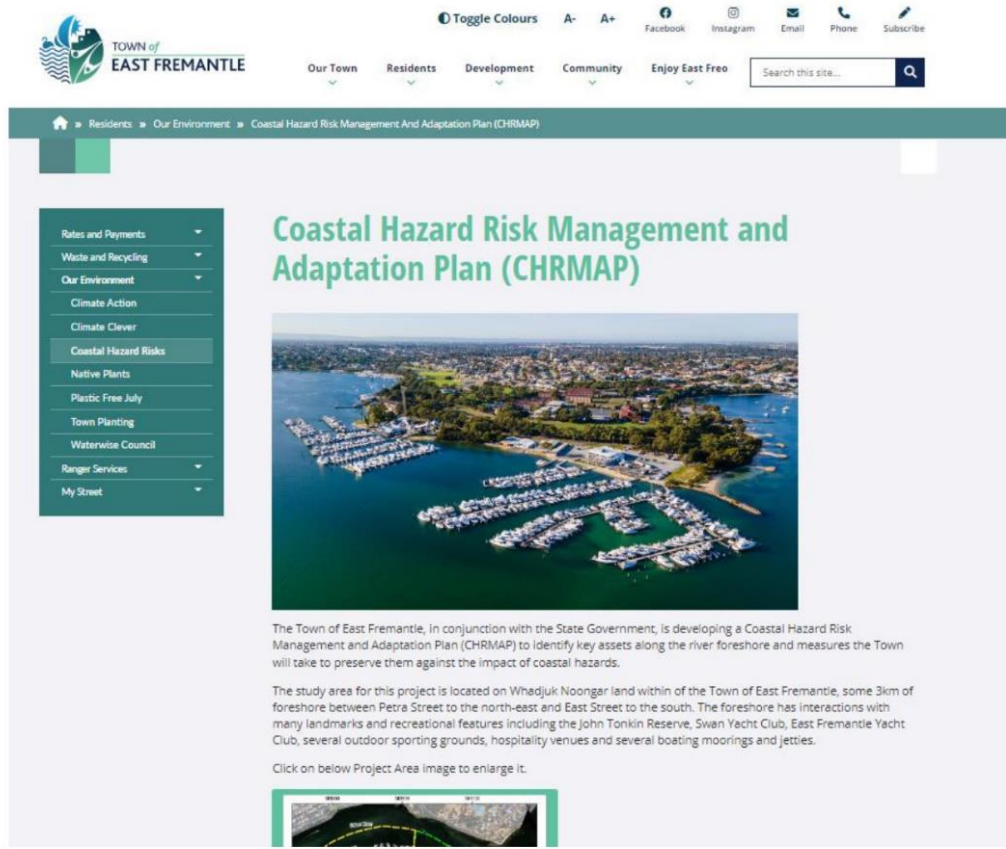 Toggle Colours A- A+ Facebook Instagram Email Phone Subscribe
TOWN of
EAST FREMANTLE
Our Town Residents Development Community Enjoy East Freo Search this site...
» Residents » Our Environment » Coastal Hazard Risk Management And Adaptation Plan (CHRMAP)
Rates and Payments
Waste and Recycling
Our Environment
Climate Action
Climate Clever
Coastal Hazard Risks
Native Plants
Plastic Free July
Town Planting
Waterwise Council
Ranger Services
My Street
Coastal Hazard Risk Management and
Adaptation Plan (CHRMAP)
The Town of East Fremantle, in conjunction with the State Government, is developing a Coastal Hazard Risk
Management and Adaptation Plan (CHRMAP) to identify key assets along the river foreshore and measures the Town
will take to preserve them against the impact of coastal hazards.
The study area for this project is located on Whadjuk Noongar land within of the Town of East Fremantle, some 3km of
foreshore between Petra Street to the north-east and East Street to the south. The foreshore has interactions with
many landmarks and recreational features including the John Tonkin Reserve, Swan Yacht Club, East Fremantle Yacht
Club, several outdoor sporting grounds, hospitality venues and several boating moorings and jetties.
Click on below Project Area image to enlarge it.